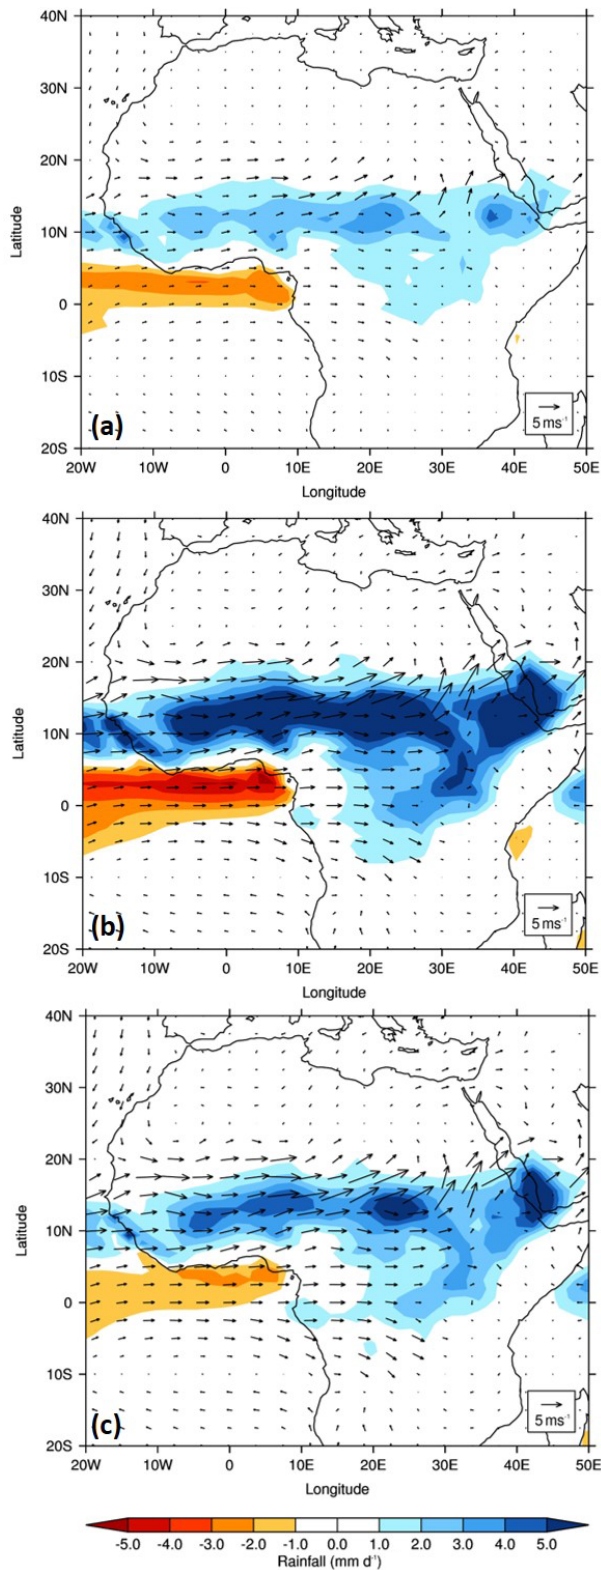 40N
30N
20N
10N
0
10S
20S
Latitude
(a)
5 ms-1
20W 10W 0 10E 20E 30E 40E 50E
Longitude
40N
30N
20N
10N
0
10S
20S
Latitude
(b)
5 ms-1
20W 10W 0 10E 20E 30E 40E 50E
Longitude
40N
30N
20N
10N
0
10S
20S
Latitude
(c)
5 ms-1
20W 10W 0 10E 20E 30E 40E 50E
Longitude
-5.0 -4.0 -3.0 -2.0 -1.0 0.0 1.0 2.0 3.0 4.0 5.0
Rainfall (mm d-1)